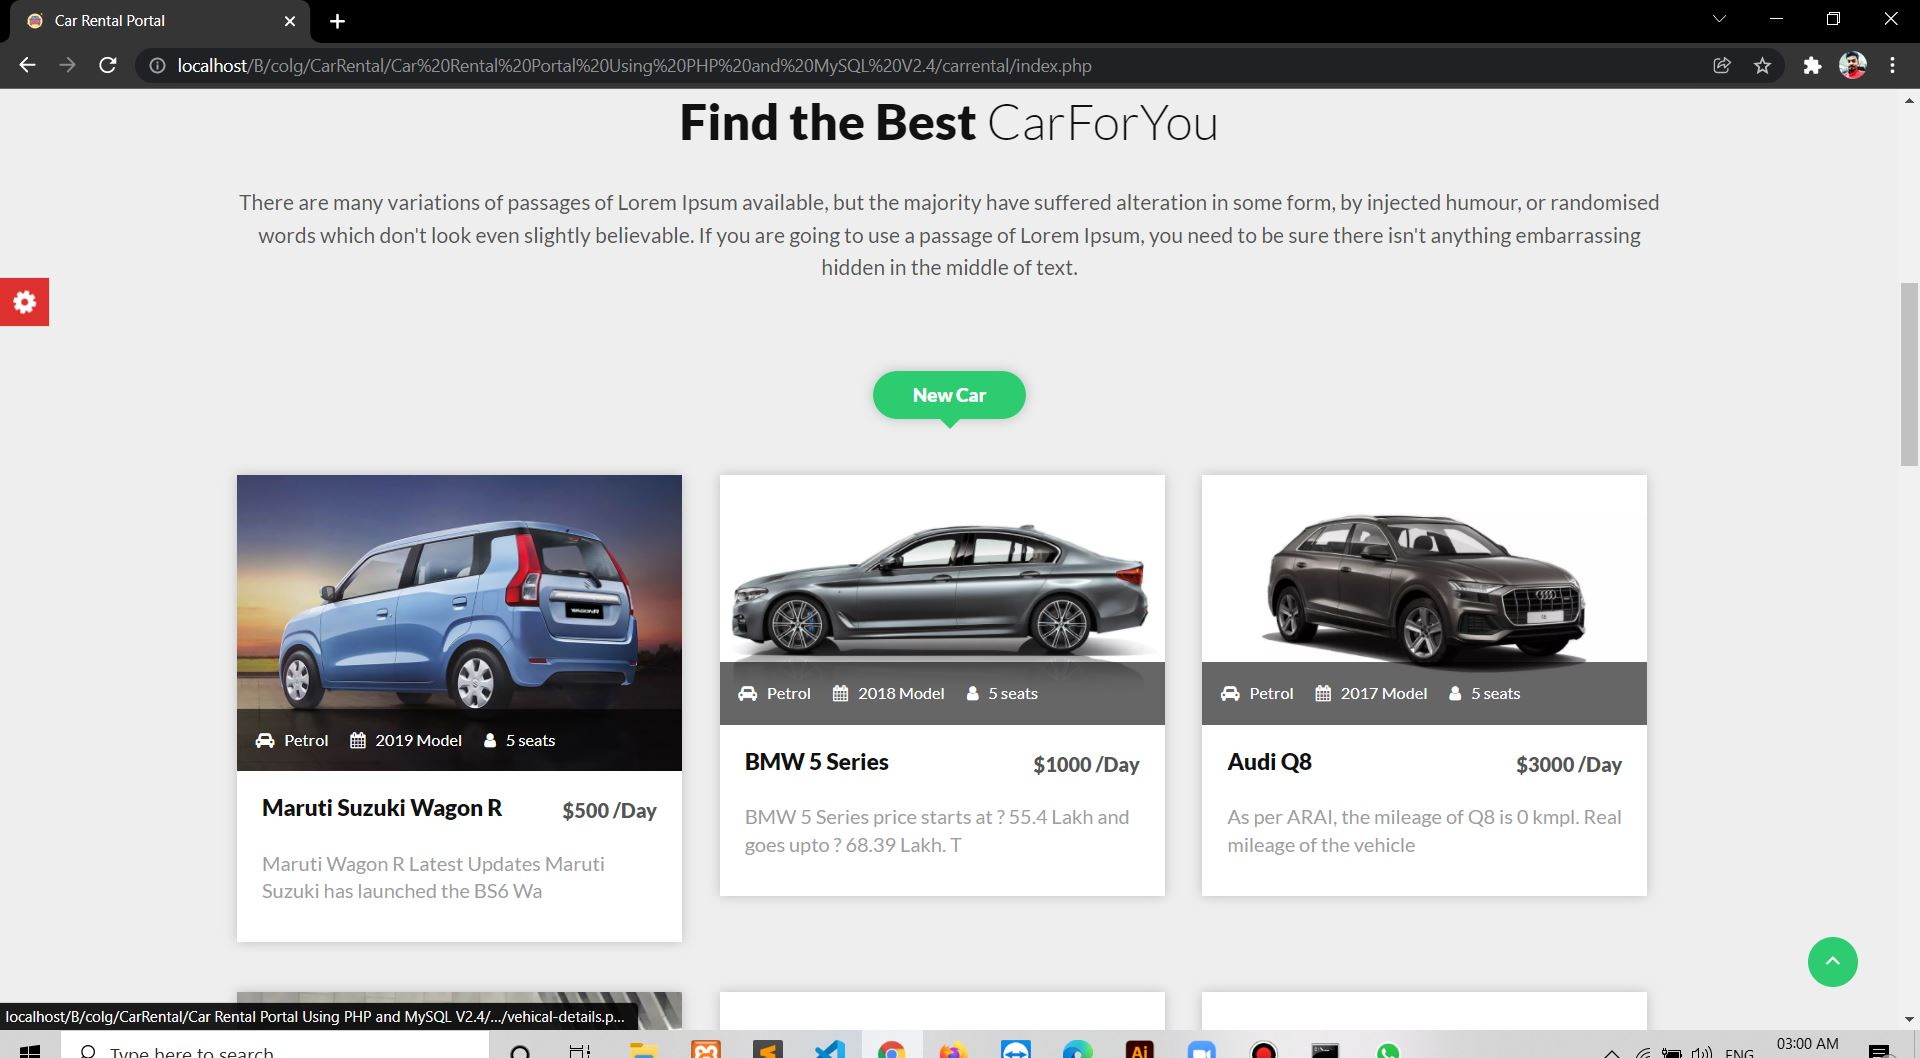 Car Rental Portal
localhost/B/colg/CarRental/Car%20Rental%20Portal%20Using%20PHP%20and%20MySQL%20V2.4/carrental/index.php
Find the Best CarForYou
There are many variations of passages of Lorem Ipsum available, but the majority have suffered alteration in some form, by injected humour, or randomised
words which don't look even slightly believable. If you are going to use a passage of Lorem Ipsum, you need to be sure there isn't anything embarrassing
hidden in the middle of text.
New Car
WAGONR
Petrol 2019 Model 5 seats
Maruti Suzuki Wagon R $500 /Day
Maruti Wagon R Latest Updates Maruti
Suzuki has launched the BS6 Wa
Petrol 2018 Model 5 seats
BMW 5 Series $1000 /Day
BMW 5 Series price starts at ? 55.4 Lakh and
goes upto ? 68.39 Lakh. T
Petrol 2017 Model 5 seats
Audi Q8 $3000 /Day
As per ARAI, the mileage of Q8 is 0 kmpl. Real
mileage of the vehicle
localhost/B/colg/CarRental/Car Rental Portal Using PHP and MySQL V2.4/.../vehical-details.p...
Type here to search
Ai
ENG
03:00 AM